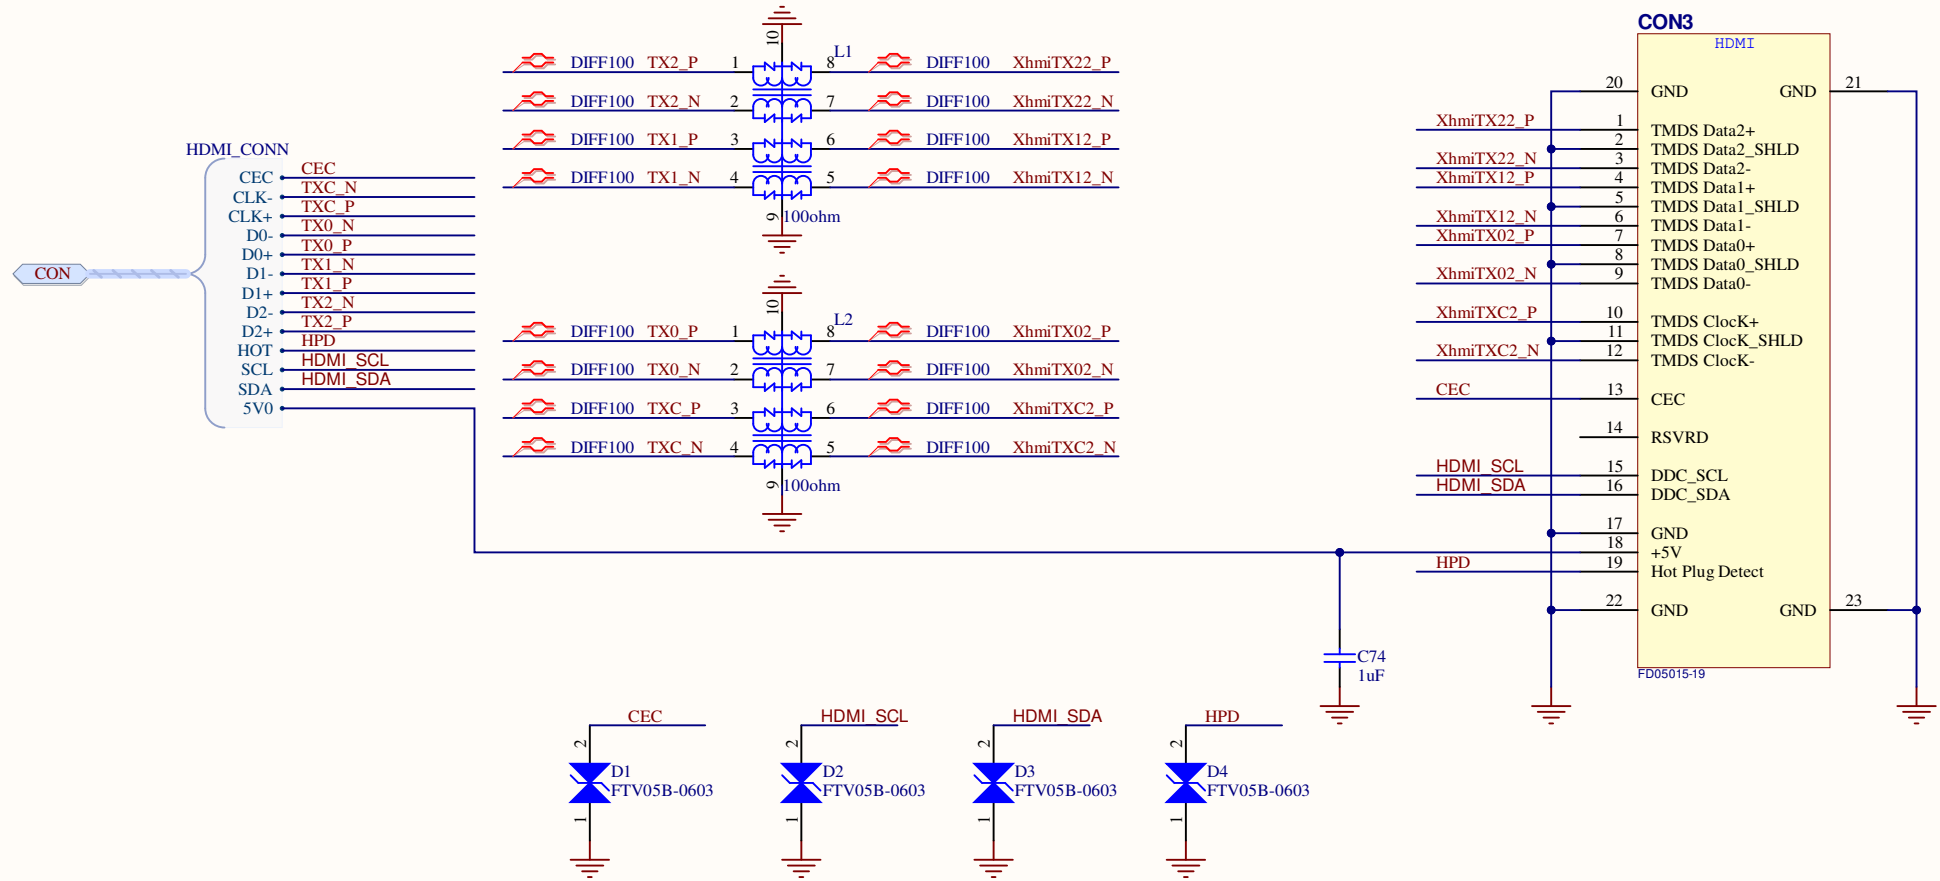 HDMI_CONN
CEC CEC
CLK- TXC_N
CLK+ TXC_P
D0- TX0_N
D0+ TX0_P
D1- TX1_N
D1+ TX1_P
D2- TX2_N
D2+ TX2_P
HOT HPD
SCL HDMI_SCL
SDA HDMI_SDA
5V0
CON
10
L1
DIFF100 TX2_P 1 8 DIFF100 XhmiTX22_P
DIFF100 TX2_N 2 7 DIFF100 XhmiTX22_N
DIFF100 TX1_P 3 6 DIFF100 XhmiTX12_P
DIFF100 TX1_N 4 5 DIFF100 XhmiTX12_N
9 100ohm
10
L2
DIFF100 TX0_P 1 8 DIFF100 XhmiTX02_P
DIFF100 TX0_N 2 7 DIFF100 XhmiTX02_N
DIFF100 TXC_P 3 6 DIFF100 XhmiTXC2_P
DIFF100 TXC_N 4 5 DIFF100 XhmiTXC2_N
9 100ohm
CON3
HDMI
20 GND GND 21
XhmiTX22_P 1 TMDS Data2+
2 TMDS Data2_SHLD
XhmiTX22_N 3 TMDS Data2-
XhmiTX12_P 4 TMDS Data1+
5 TMDS Data1_SHLD
XhmiTX12_N 6 TMDS Data1-
XhmiTX02_P 7 TMDS Data0+
8 TMDS Data0_SHLD
XhmiTX02_N 9 TMDS Data0-
XhmiTXC2_P 10 TMDS ClocK+
11 TMDS ClocK_SHLD
XhmiTXC2_N 12 TMDS ClocK-
CEC 13 CEC
14 RSVRD
HDMI_SCL 15 DDC_SCL
HDMI_SDA 16 DDC_SDA
17 GND
18 +5V
HPD 19 Hot Plug Detect
22 GND GND 23
FD05015-19
C74
1uF
CEC
2
D1
FTV05B-0603
1
HDMI_SCL
2
D2
FTV05B-0603
1
HDMI_SDA
2
D3
FTV05B-0603
1
HPD
2
D4
FTV05B-0603
1